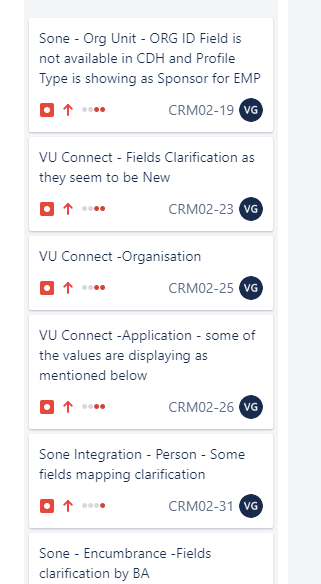 Sone - Org Unit - ORG ID Field is
not available in CDH and Profile
Type is showing as Sponsor for EMP
CRM02-19 VG
VU Connect - Fields Clarification as
they seem to be New
CRM02-23 VG
VU Connect -Organisation
CRM02-25 VG
VU Connect -Application - some of
the values are displaying as
mentioned below
CRM02-26 VG
Sone Integration - Person - Some
fields mapping clarification
CRM02-31 VG
Sone - Encumbrance -Fields
clarification by BA